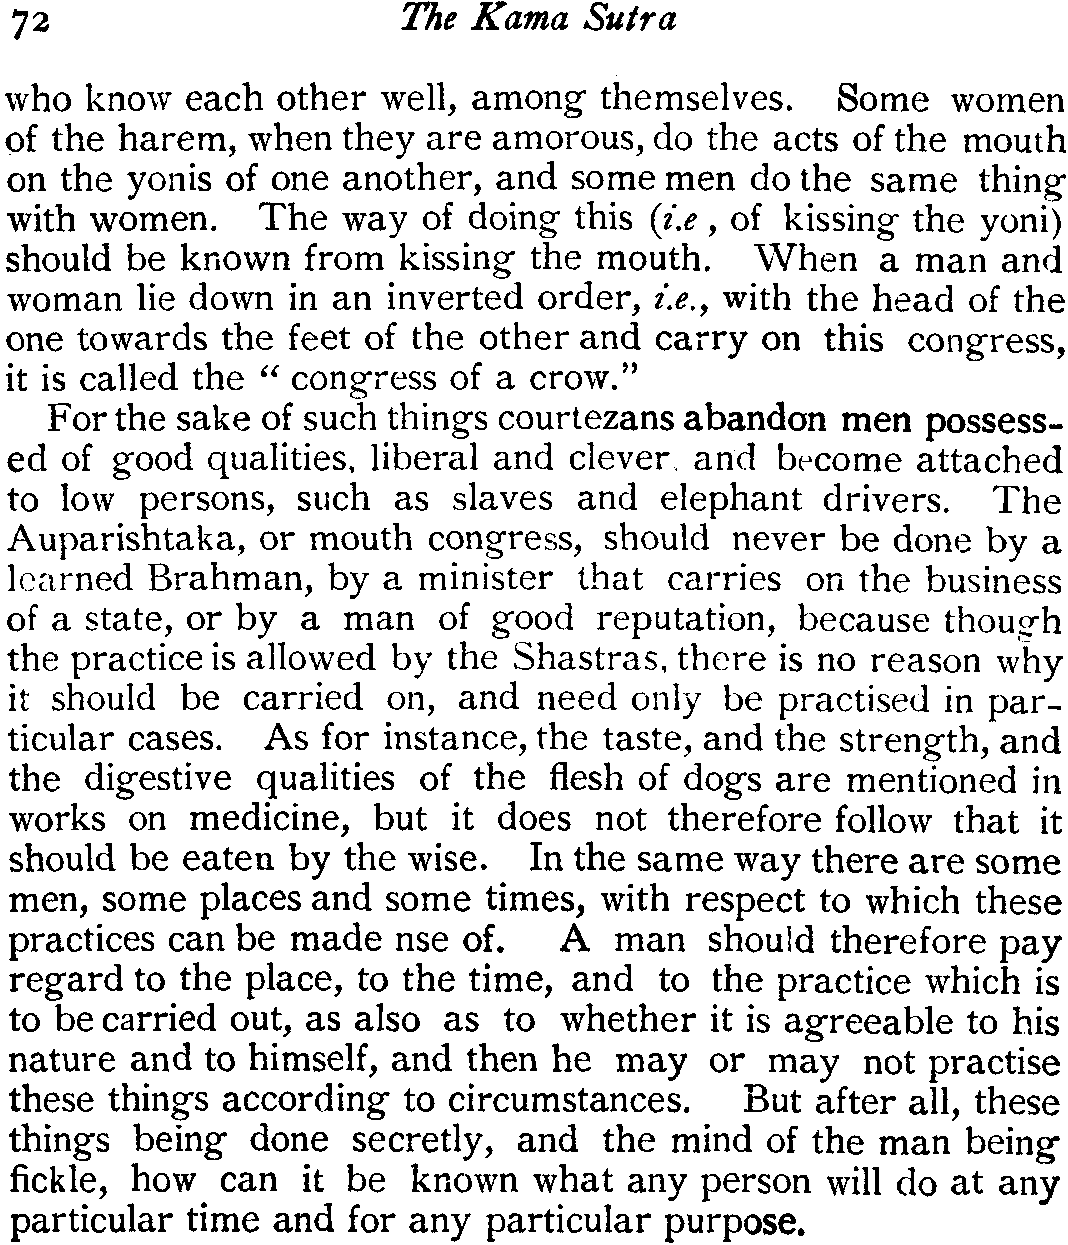 72 The Kama Sutra
who know each other well, among themselves. Some women
of the harem, when they are amorous, do the acts of the mouth
on the yonis of one another, and some men do the same thing
with women. The way of doing this (i.e , of kissing the yoni)
should be known from kissing the mouth. When a man and
woman lie down in an inverted order, i.e., with the head of the
one towards the feet of the other and carry on this congress,
it is called the “ congress of a crow.”
For the sake of such things courtezans abandon men possess-
ed of good qualities, liberal and clever. and become attached
to low persons, such as slaves and elephant drivers. The
Auparishtaka, or mouth congress, should never be done by a
learned Brahman, by a minister that carries on the business
of a state, or by a man of good reputation, because though
the practice is allowed by the Shastras, there is no reason why
it should be carried on, and need only be practised in par-
ticular cases. As for instance, the taste, and the strength, and
the digestive qualities of the flesh of dogs are mentioned in
works on medicine, but it does not therefore follow that it
should be eaten by the wise. In the same way there are some
men, some places and some times, with respect to which these
practices can be made nse of. A man should therefore pay
regard to the place, to the time, and to the practice which is
to be carried out, as also as to whether it is agreeable to his
nature and to himself, and then he may or may not practise
these things according to circumstances. But after all, these
things being done secretly, and the mind of the man being
fickle, how can it be known what any person will do at any
particular time and for any particular purpose.